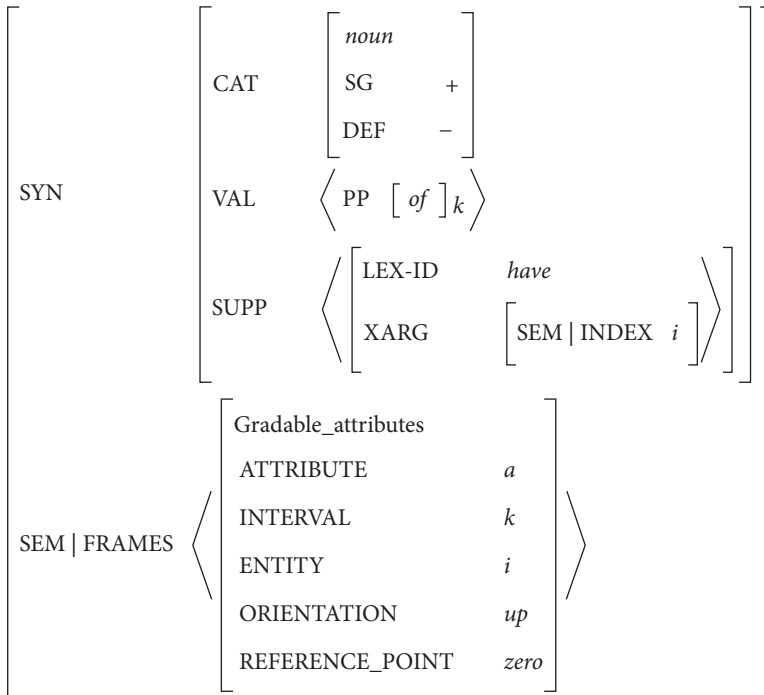 noun
CAT SG +
DEF −
SYN VAL PP [ of ] k
LEX-ID have
SUPP
XARG SEM | INDEX i
Gradable_attributes
ATTRIBUTE a
INTERVAL k
SEM | FRAMES
ENTITY i
ORIENTATION up
REFERENCE_POINT zero